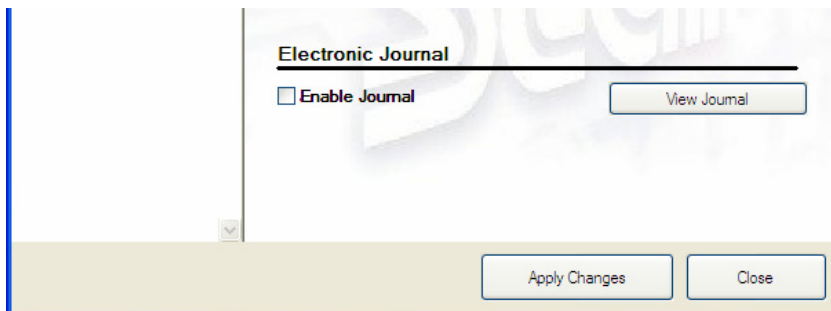 Electronic Journal
Enable Journal
View Journal
Apply Changes
Close